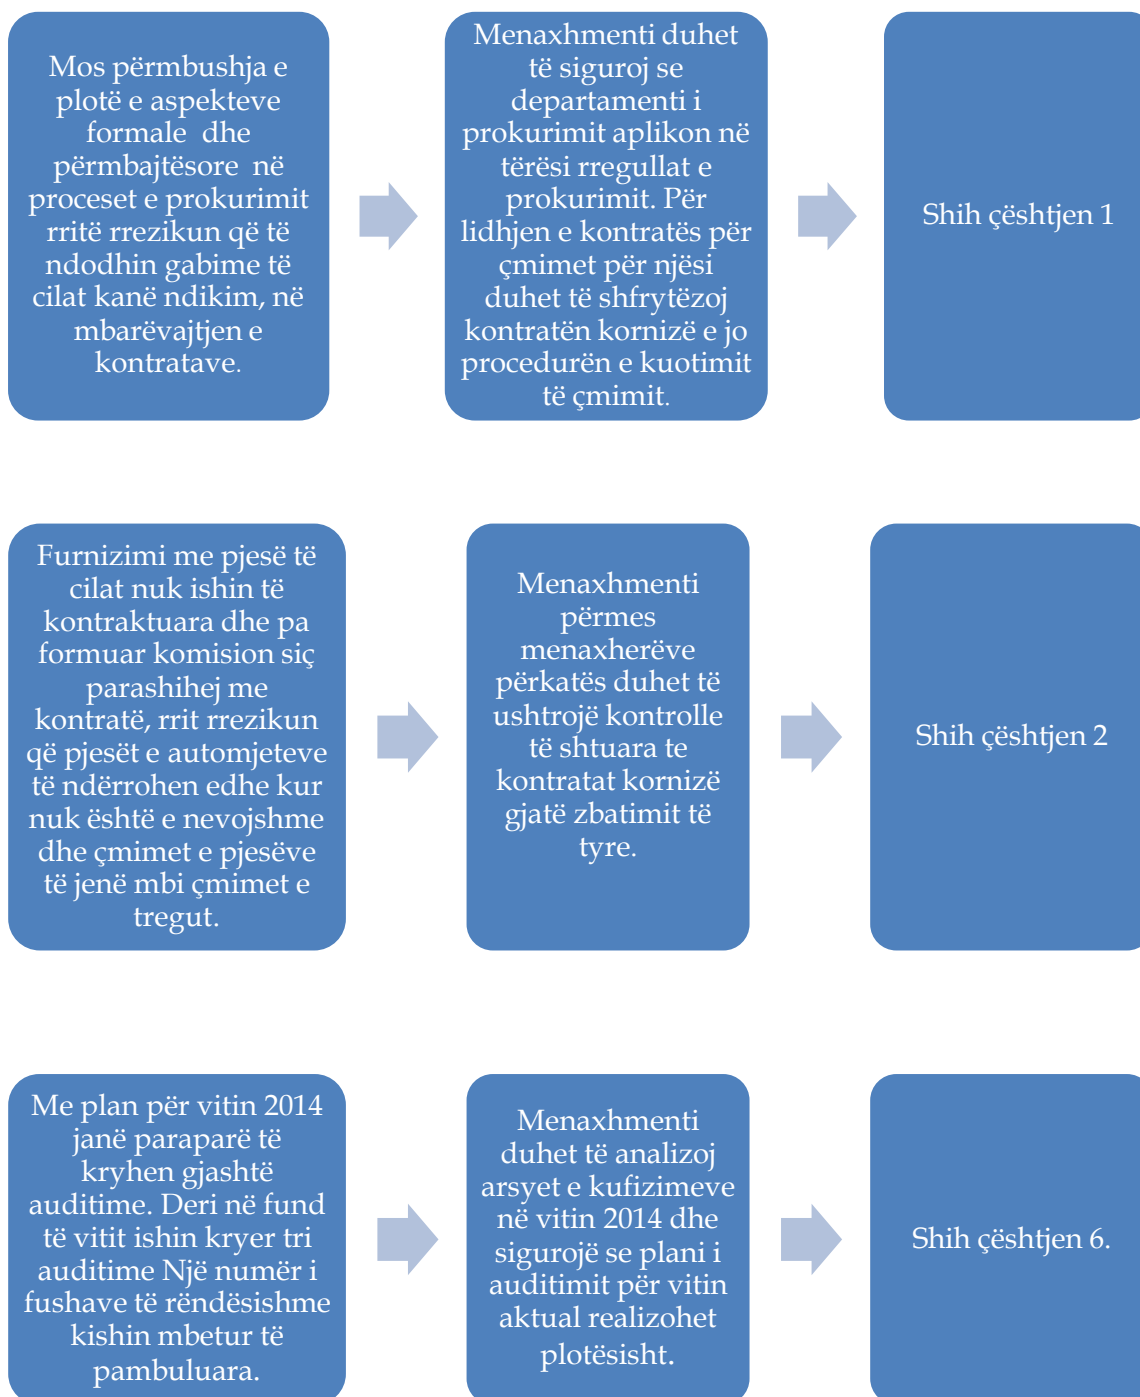 Mos përmbushja e
plotë e aspekteve
formale dhe
përmbajtësore në
proceset e prokurimit
rritë rrezikun që të
ndodhin gabime të
cilat kanë ndikim, në
mbarëvajtjen e
kontratave.
Menaxhmenti duhet
të siguroj se
departamenti i
prokurimit aplikon në
tërësi rregullat e
prokurimit. Për
lidhjen e kontratës për
çmimet për njësi
duhet të shfrytëzoj
kontratën kornizë e jo
procedurën e kuotimit
të çmimit.
Shih çështjen 1
Furnizimi me pjesë të
cilat nuk ishin të
kontraktuara dhe pa
formuar komision siç
parashihej me
kontratë, rrit rrezikun
që pjesët e automjeteve
të ndërrohen edhe kur
nuk është e nevojshme
dhe çmimet e pjesëve
të jenë mbi çmimet e
tregut.
Menaxhmenti
përmes
menaxherëve
përkatës duhet të
ushtrojë kontrolle
të shtuara te
kontratat kornizë
gjatë zbatimit të
tyre.
Shih çështjen 2
Me plan për vitin 2014
janë paraparë të
kryhen gjashtë
auditime. Deri në fund
të vitit ishin kryer tri
auditime Një numër i
fushave të rëndësishme
kishin mbetur të
pambuluara.
Menaxhmenti
duhet të analizoj
arsyet e kufizimeve
në vitin 2014 dhe
sigurojë se plani i
auditimit për vitin
aktual realizohet
plotësisht.
Shih çështjen 6.